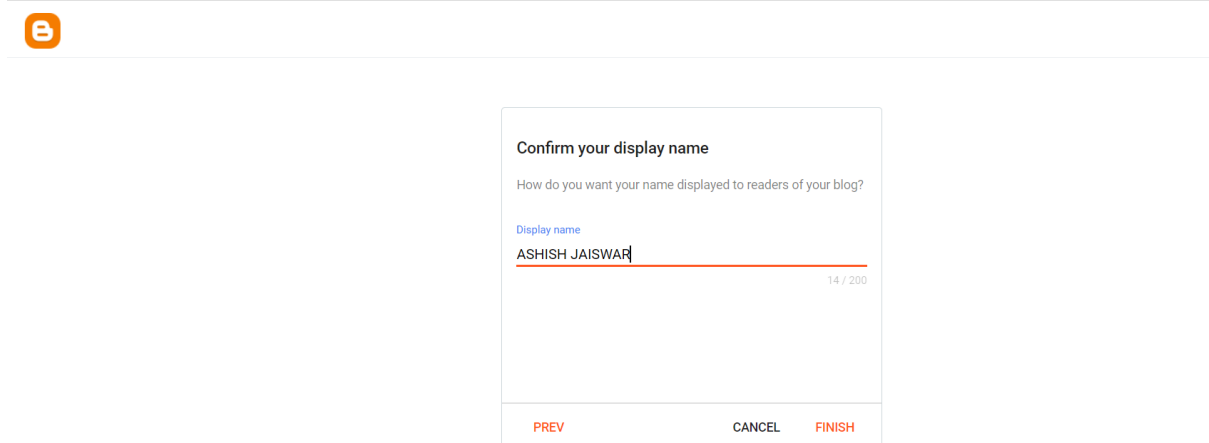 Confirm your display name
How do you want your name displayed to readers of your blog?
Display name
ASHISH JAISWAR
14 / 200
PREV CANCEL FINISH